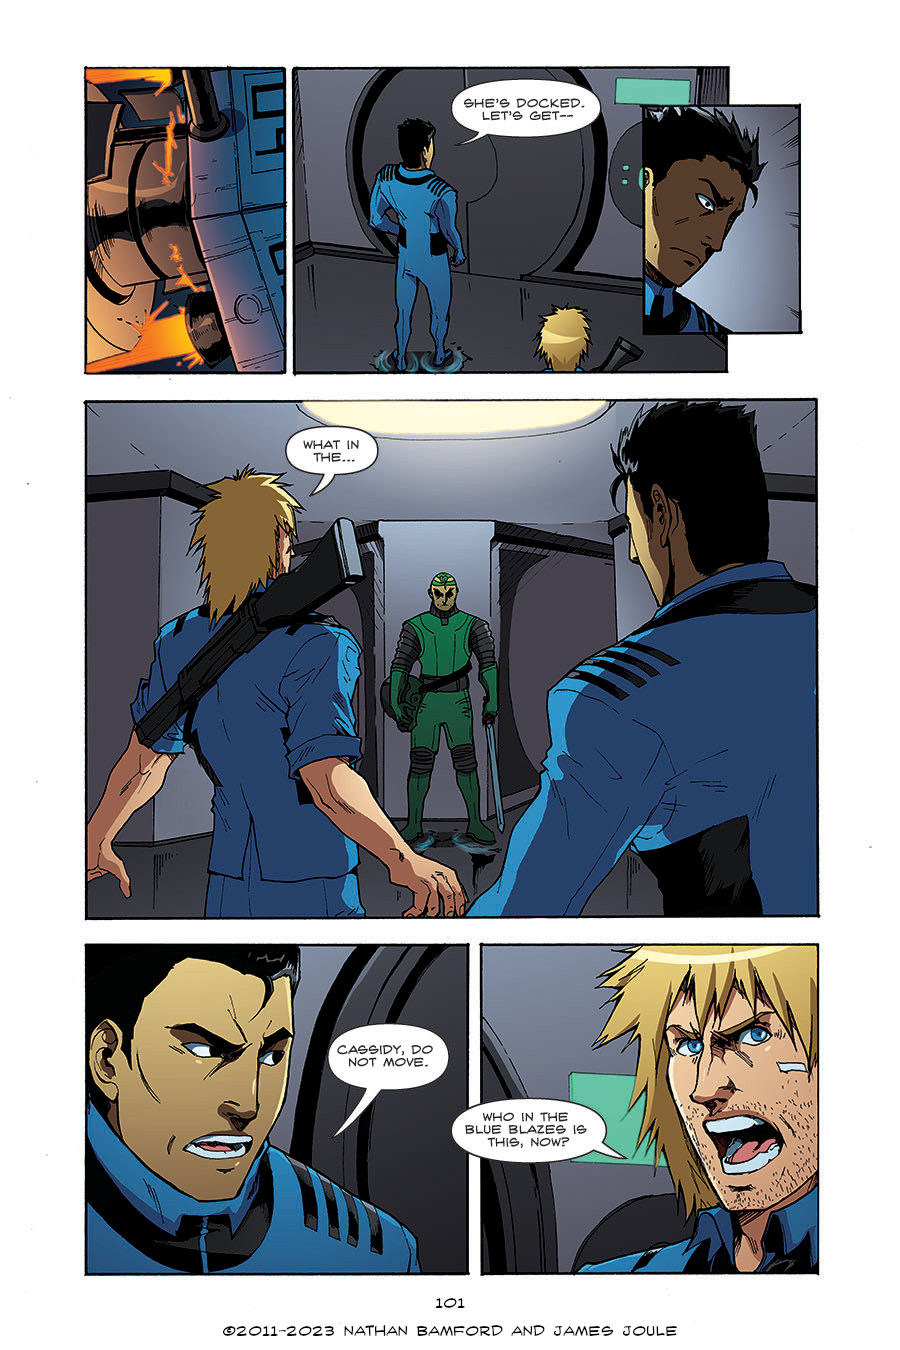 SHE'S DOCKED.
LET'S GET--
WHAT IN
THE...
CASSIDY, DO
NOT MOVE.
WHO IN THE
BLUE BLAZES IS
THIS, NOW?
101
©2011-2023 NATHAN BAMFORD AND JAMES JOULE